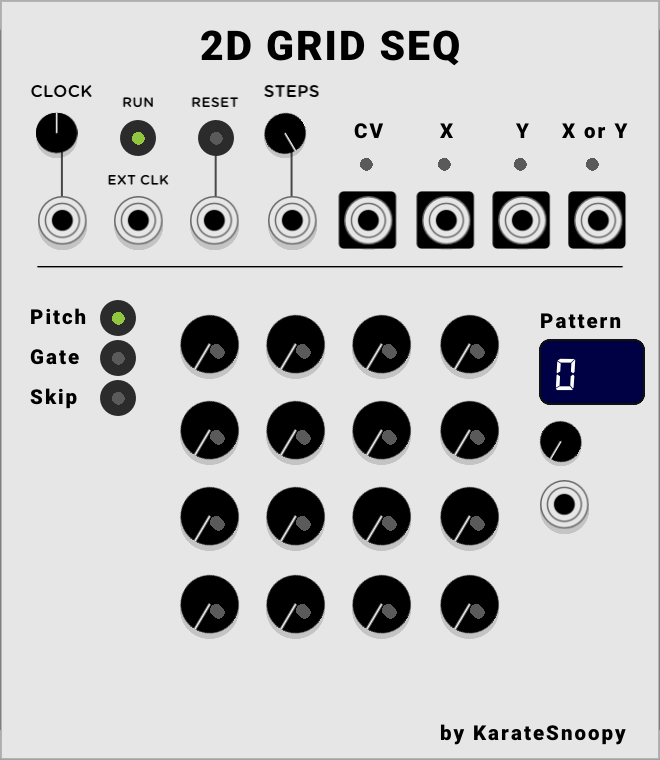 2D GRID SEQ
CLOCK
RUN
RESET
STEPS
CV
X
Y
X or Y
EXT CLK
Pitch
Gate
Skip
Pattern
0
by KarateSnoopy